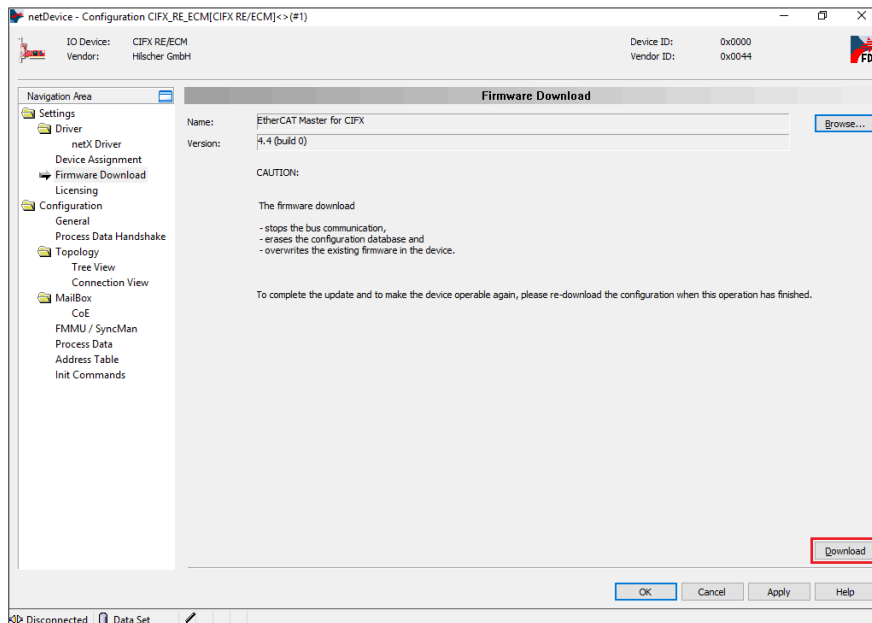 netDevice - Configuration CIFX_RE_ECM[CIFX RE/ECM]<>(#1)
IO Device: CIFX RE/ECM Device ID: 0x0000
Vendor: Hilscher GmbH Vendor ID: 0x0044
FD
Navigation Area
Firmware Download
Settings
Driver
netX Driver
Device Assignment
Firmware Download
Licensing
Configuration
General
Process Data Handshake
Topology
Tree View
Connection View
MailBox
CoE
FMMU / SyncMan
Process Data
Address Table
Init Commands
Name: EtherCAT Master for CIFX Browse...
Version: 4.4 (build 0)
CAUTION:
The firmware download
- stops the bus communication,
- erases the configuration database and
- overwrites the existing firmware in the device.
To complete the update and to make the device operable again, please re-download the configuration when this operation has finished.
Download
OK Cancel Apply Help
Disconnected Data Set